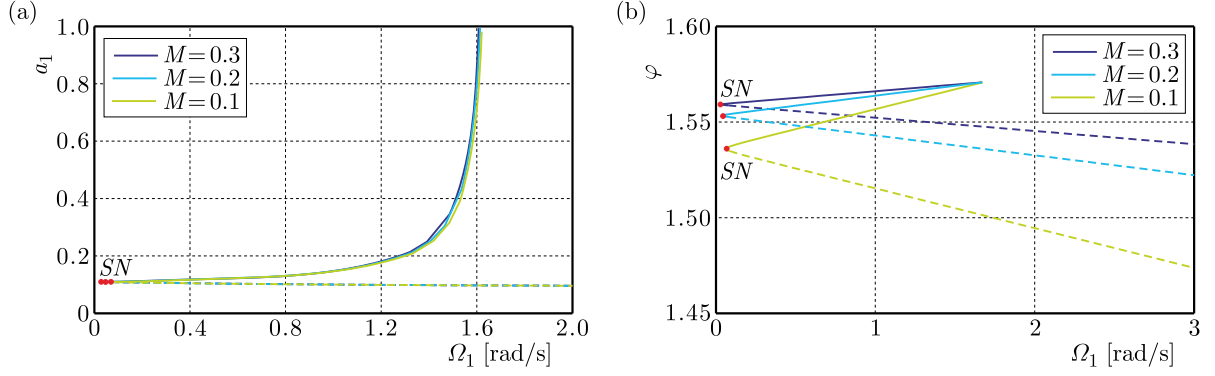 (a)
1.0
0.8
0.6
0.4
0.2
0
a₁
M = 0.3
M = 0.2
M = 0.1
SN
0 0.4 0.8 1.2 1.6 2.0
Ω₁ [rad/s]
(b)
1.60
1.55
1.50
1.45
φ
M = 0.3
M = 0.2
M = 0.1
SN
SN
0 1 2 3
Ω₁ [rad/s]